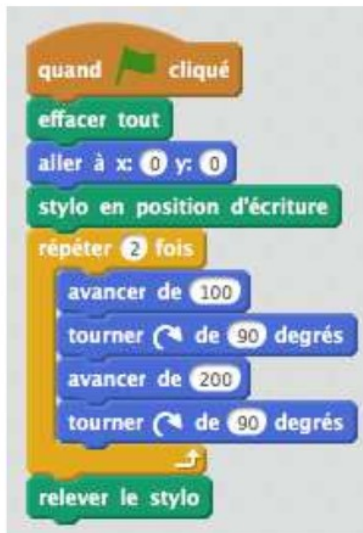 quand cliqué
effacer tout
aller à x: 0 y: 0
stylo en position d'écriture
répéter 2 fois
avancer de 100
tourner de 90 degrés
avancer de 200
tourner de 90 degrés
relever le stylo